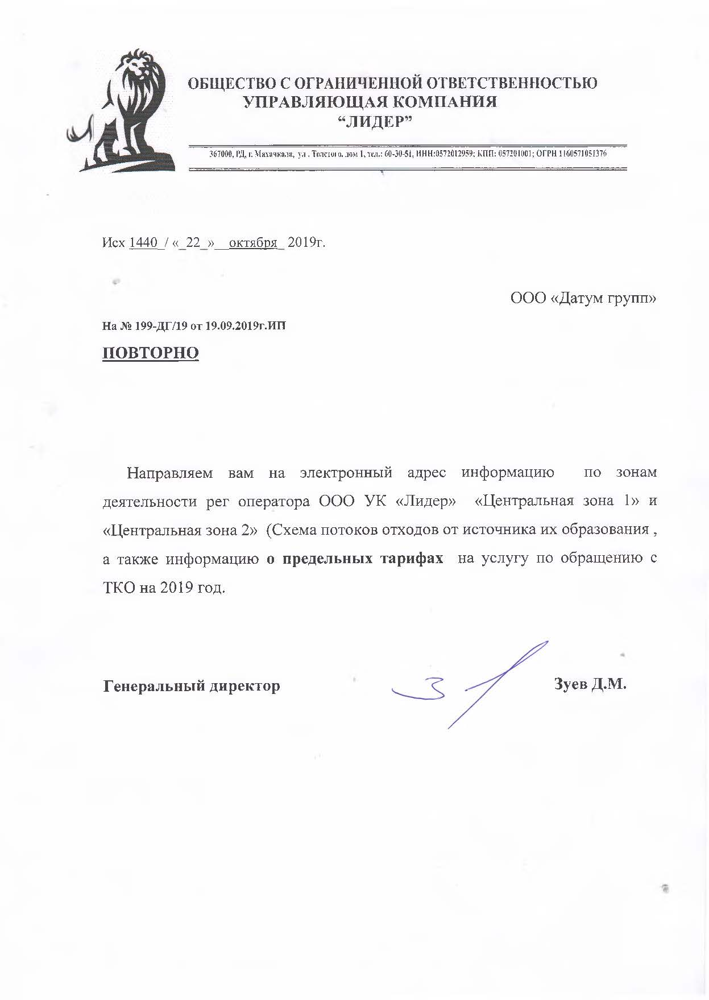 ОБЩЕСТВО С ОГРАНИЧЕННОЙ ОТВЕТСТВЕННОСТЬЮ
УПРАВЛЯЮЩАЯ КОМПАНИЯ
“ЛИДЕР”
367000, РД, г. Махачкала, ул . Толстого, дом 1, тел.: 60-30-51, ИНН:0572012959; КПП: 057201001; ОГРН 1160571051376
Исх 1440_/ «_22_»__октября_ 2019г.
ООО «Датум групп»
На № 199-ДГ/19 от 19.09.2019г.ИП
ПОВТОРНО
Направляем вам на электронный адрес информацию по зонам
деятельности рег оператора ООО УК «Лидер» «Центральная зона 1» и
«Центральная зона 2» (Схема потоков отходов от источника их образования ,
а также информацию о предельных тарифах на услугу по обращению с
ТКО на 2019 год.
Генеральный директор Зуев Д.М.